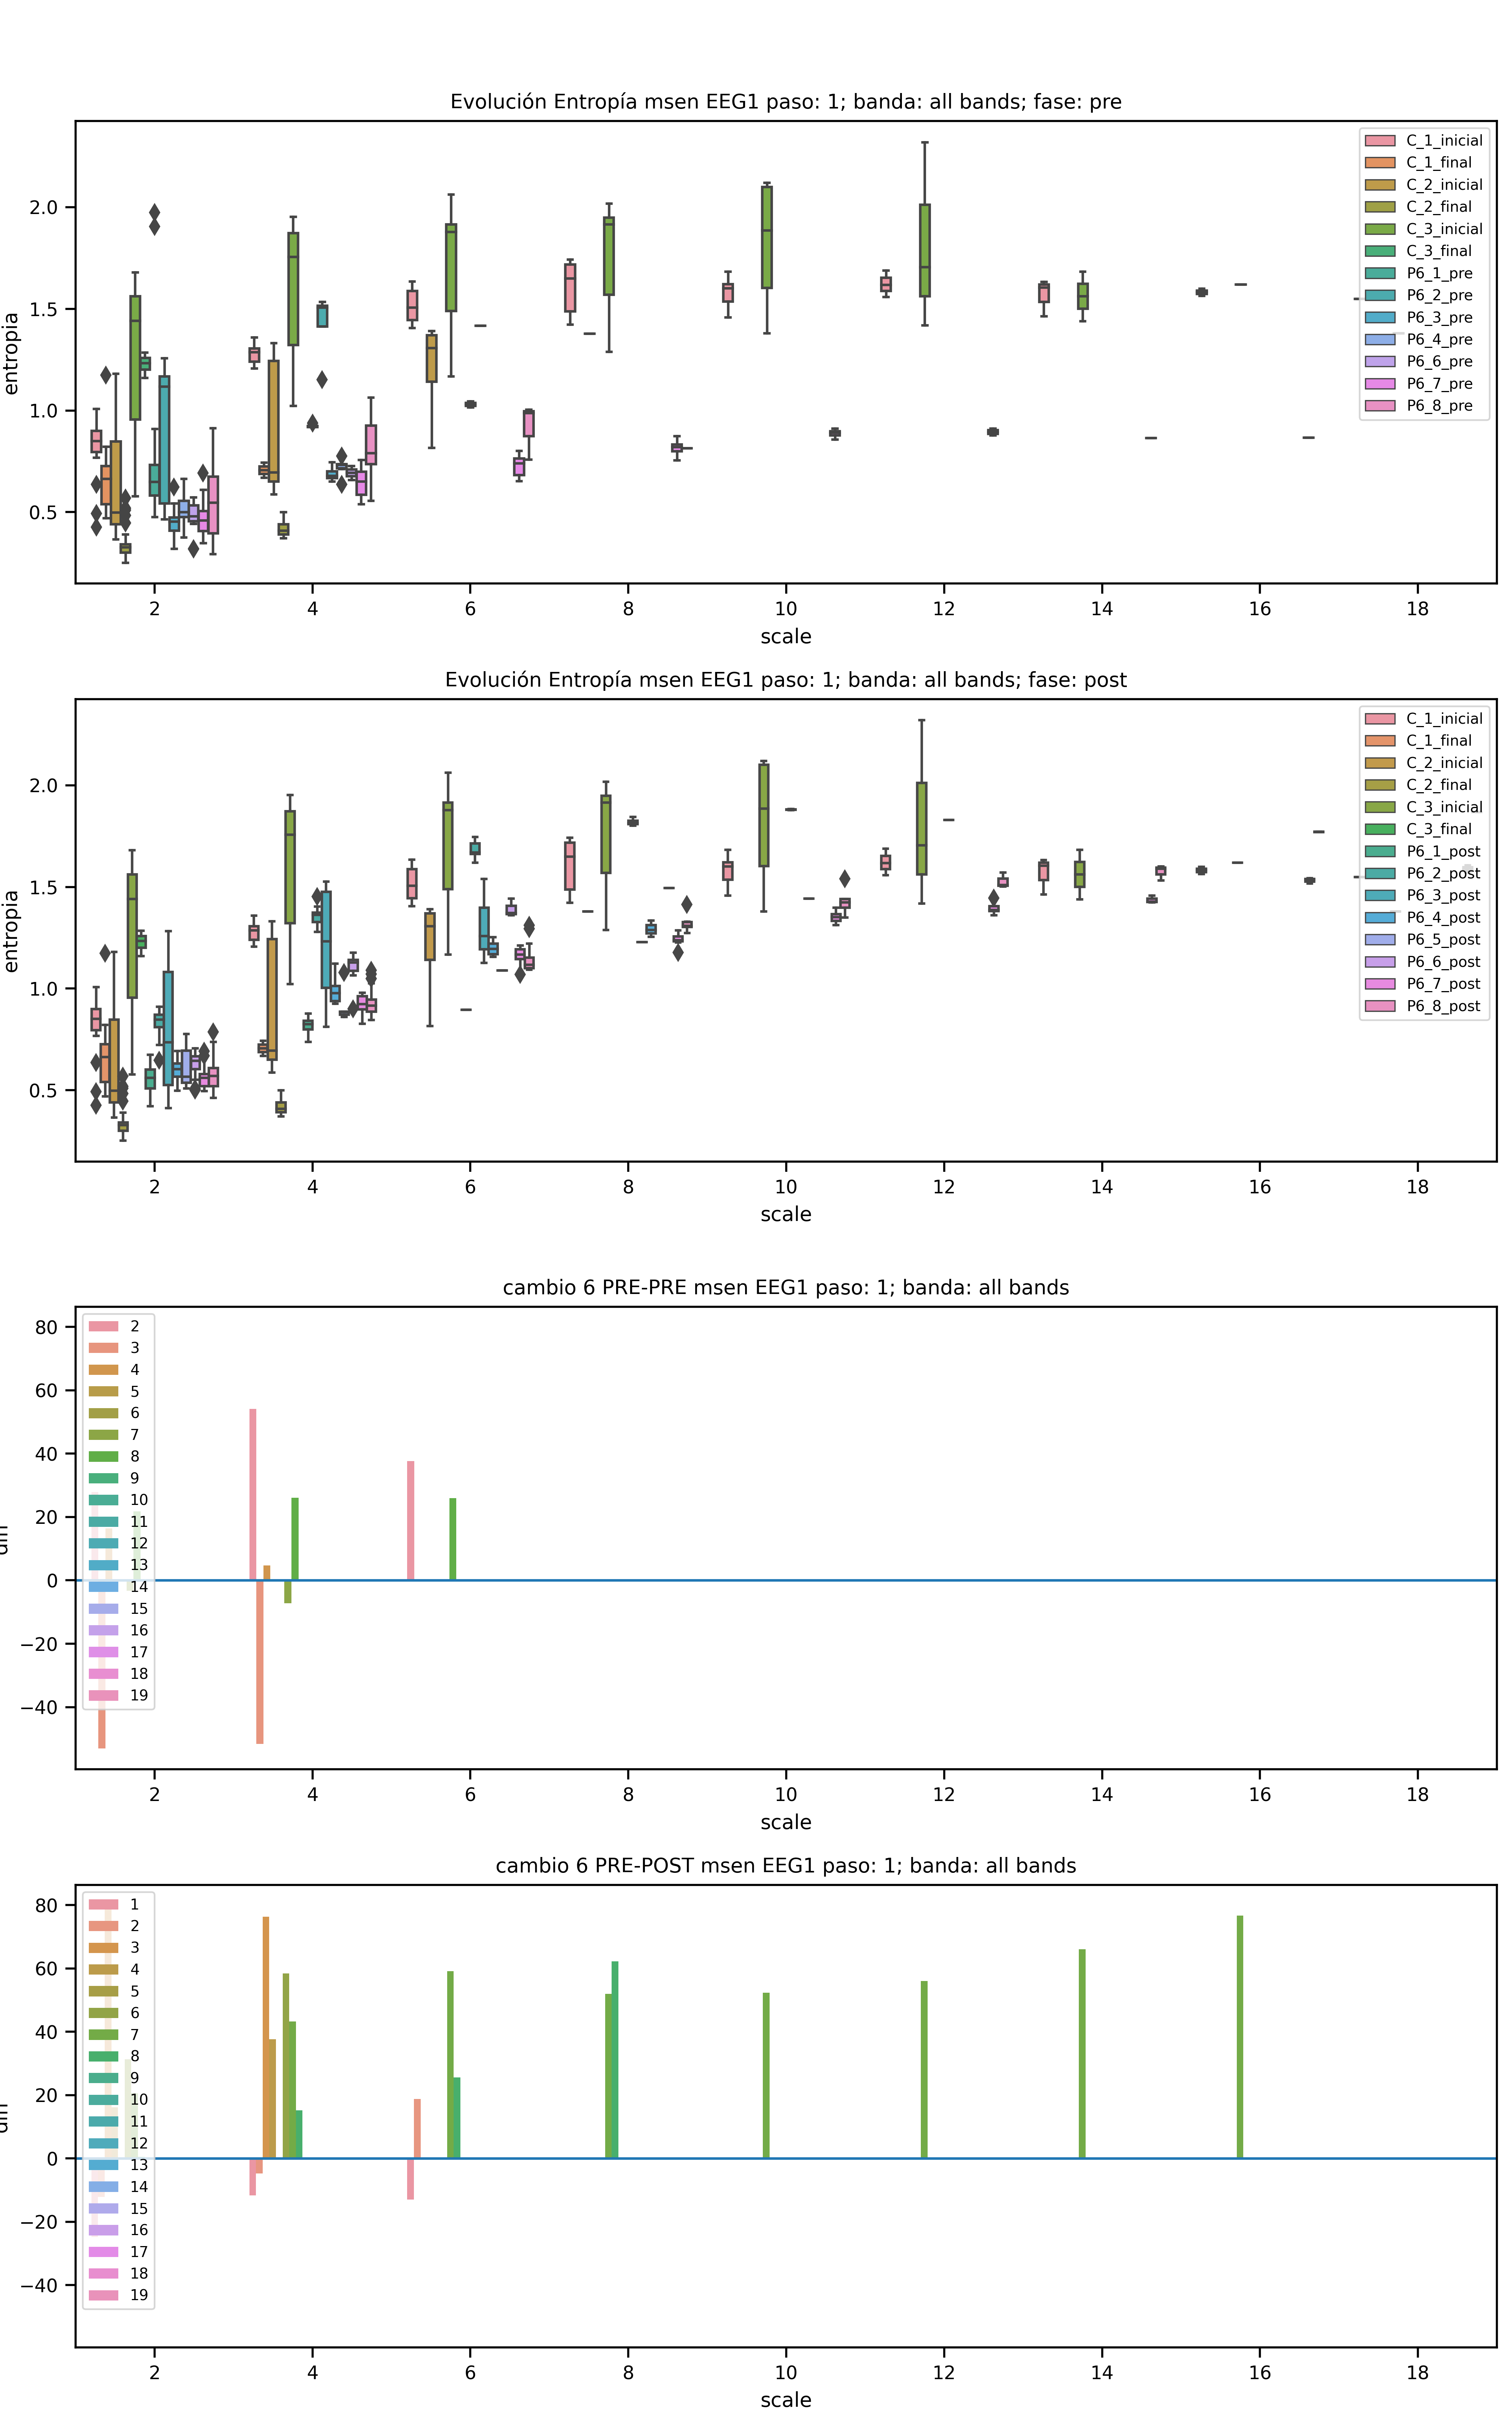 Evolución Entropía msen EEG1 paso: 1; banda: all bands; fase: pre
entropia
2.0
1.5
1.0
0.5
C_1_inicial
C_1_final
C_2_inicial
C_2_final
C_3_inicial
C_3_final
P6_1_pre
P6_2_pre
P6_3_pre
P6_4_pre
P6_6_pre
P6_7_pre
P6_8_pre
2 4 6 8 10 12 14 16 18
scale
Evolución Entropía msen EEG1 paso: 1; banda: all bands; fase: post
entropia
2.0
1.5
1.0
0.5
C_1_inicial
C_1_final
C_2_inicial
C_2_final
C_3_inicial
C_3_final
P6_1_post
P6_2_post
P6_3_post
P6_4_post
P6_5_post
P6_6_post
P6_7_post
P6_8_post
2 4 6 8 10 12 14 16 18
scale
cambio 6 PRE-PRE msen EEG1 paso: 1; banda: all bands
80
60
40
20
0
−20
−40
2
3
4
5
6
7
8
9
10
11
12
13
14
15
16
17
18
19
2 4 6 8 10 12 14 16 18
scale
cambio 6 PRE-POST msen EEG1 paso: 1; banda: all bands
80
60
40
20
0
−20
−40
1
2
3
4
5
6
7
8
9
10
11
12
13
14
15
16
17
18
19
2 4 6 8 10 12 14 16 18
scale